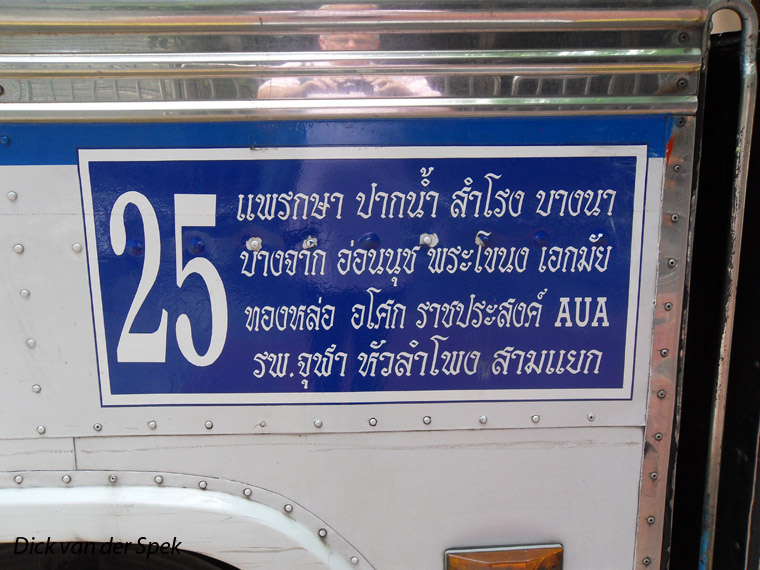 25
แพรกษา ปากน้ำ สำโรง บางนา
บางจาก อ่อนนุช พระโขนง เอกมัย
ทองหล่อ อโศก ราชประสงค์ AUA
รพ.จุฬา หัวลำโพง สามแยก
Dick van der Spek